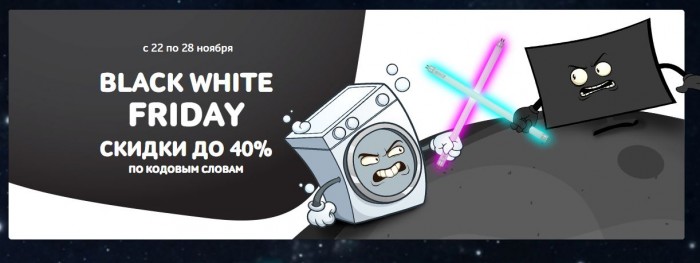 с 22 по 28 ноября
BLACK WHITE
FRIDAY
СКИДКИ ДО 40%
ПО КОДОВЫМ СЛОВАМ